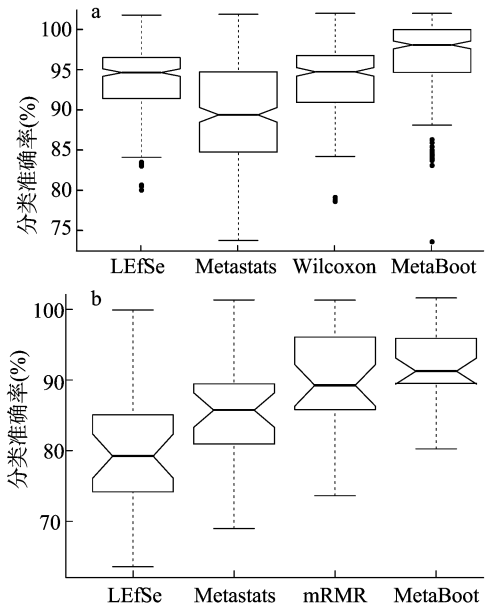 a
100
95
90
85
80
75
分类准确率(%)
LEfSe Metastats Wilcoxon MetaBoot
b
100
90
80
70
分类准确率(%)
LEfSe Metastats mRMR MetaBoot